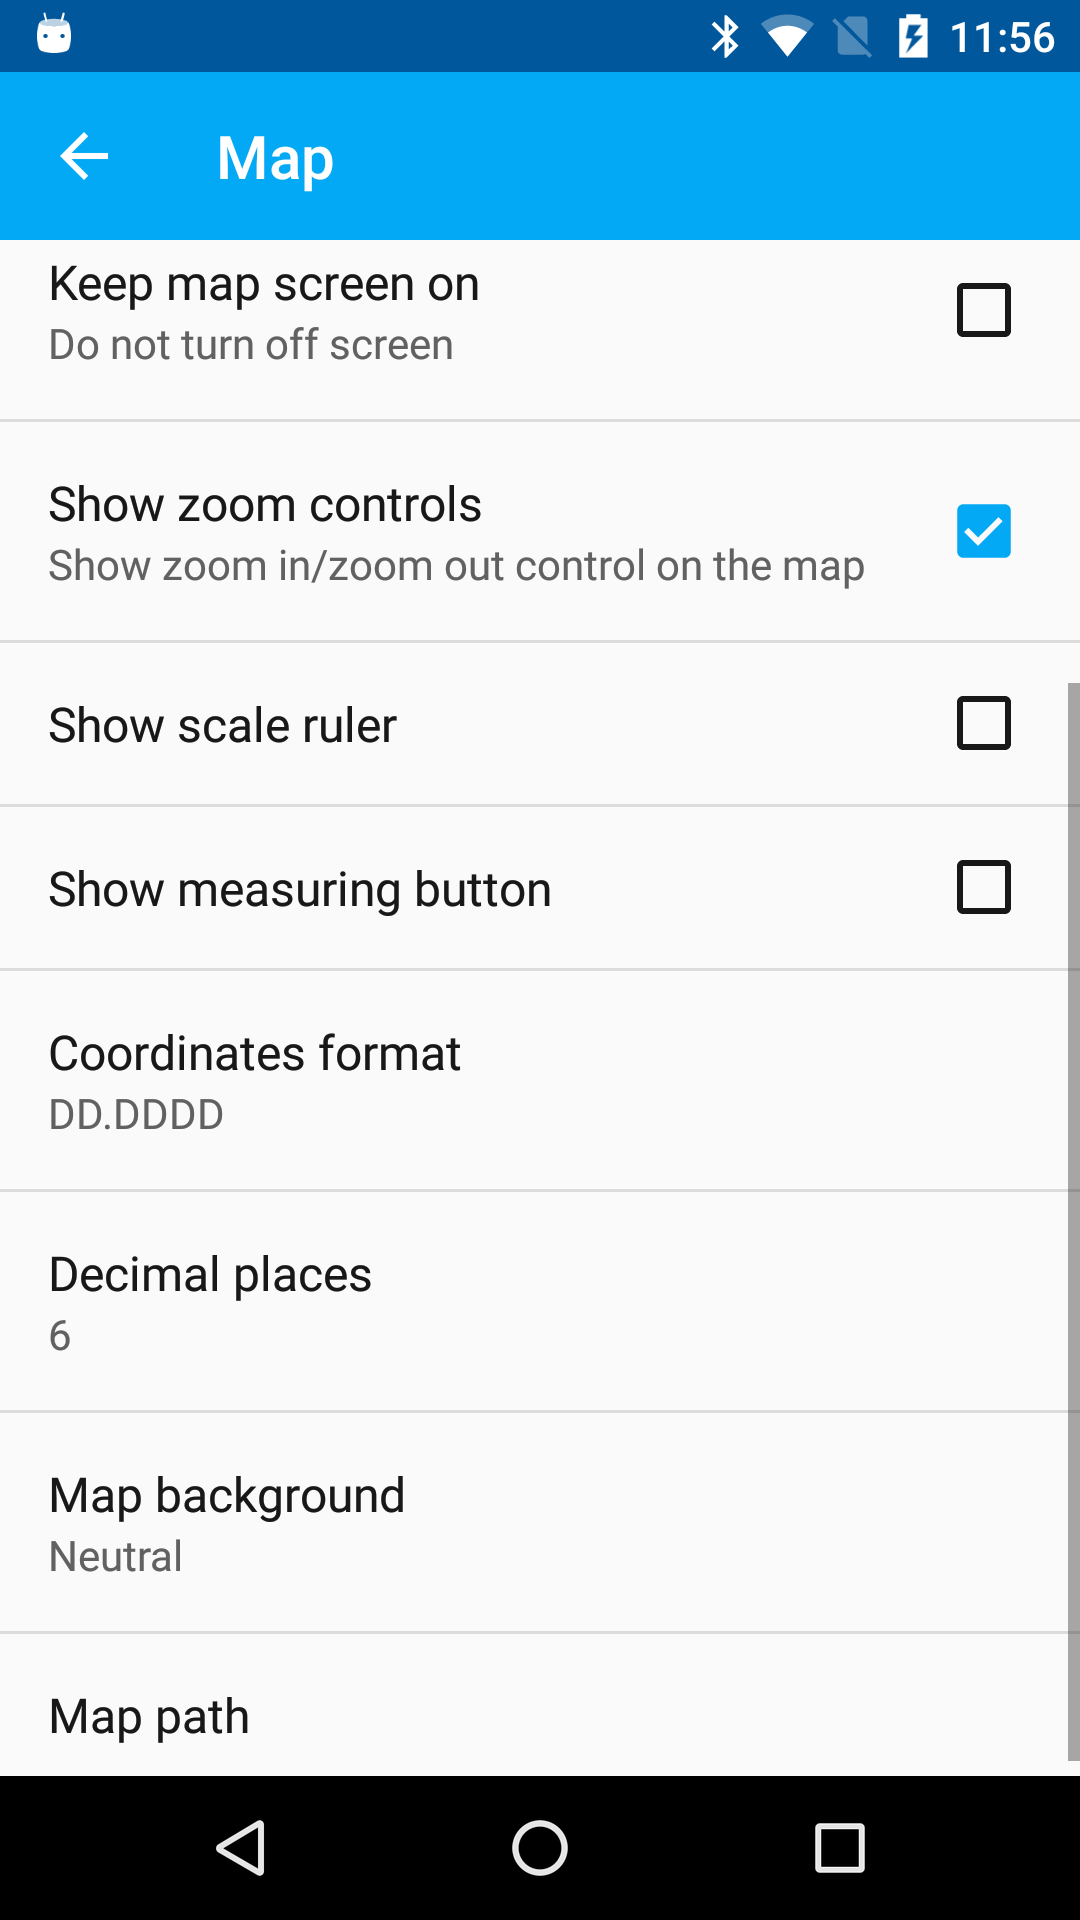 11:56
Map
Keep map screen on
Do not turn off screen
Show zoom controls
Show zoom in/zoom out control on the map
Show scale ruler
Show measuring button
Coordinates format
DD.DDDD
Decimal places
6
Map background
Neutral
Map path